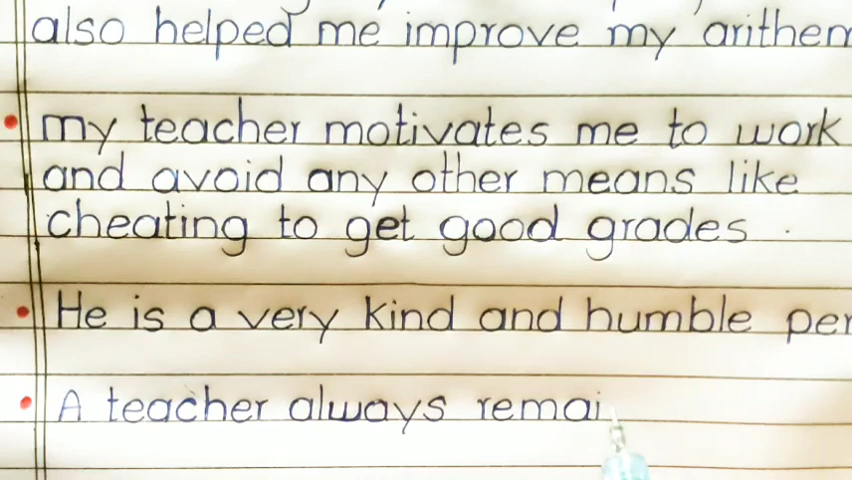 also helped me improve my arithem
my teacher motivates me to work
and avoid any other means like
cheating to get good grades .
He is a very kind and humble per
A teacher always remai